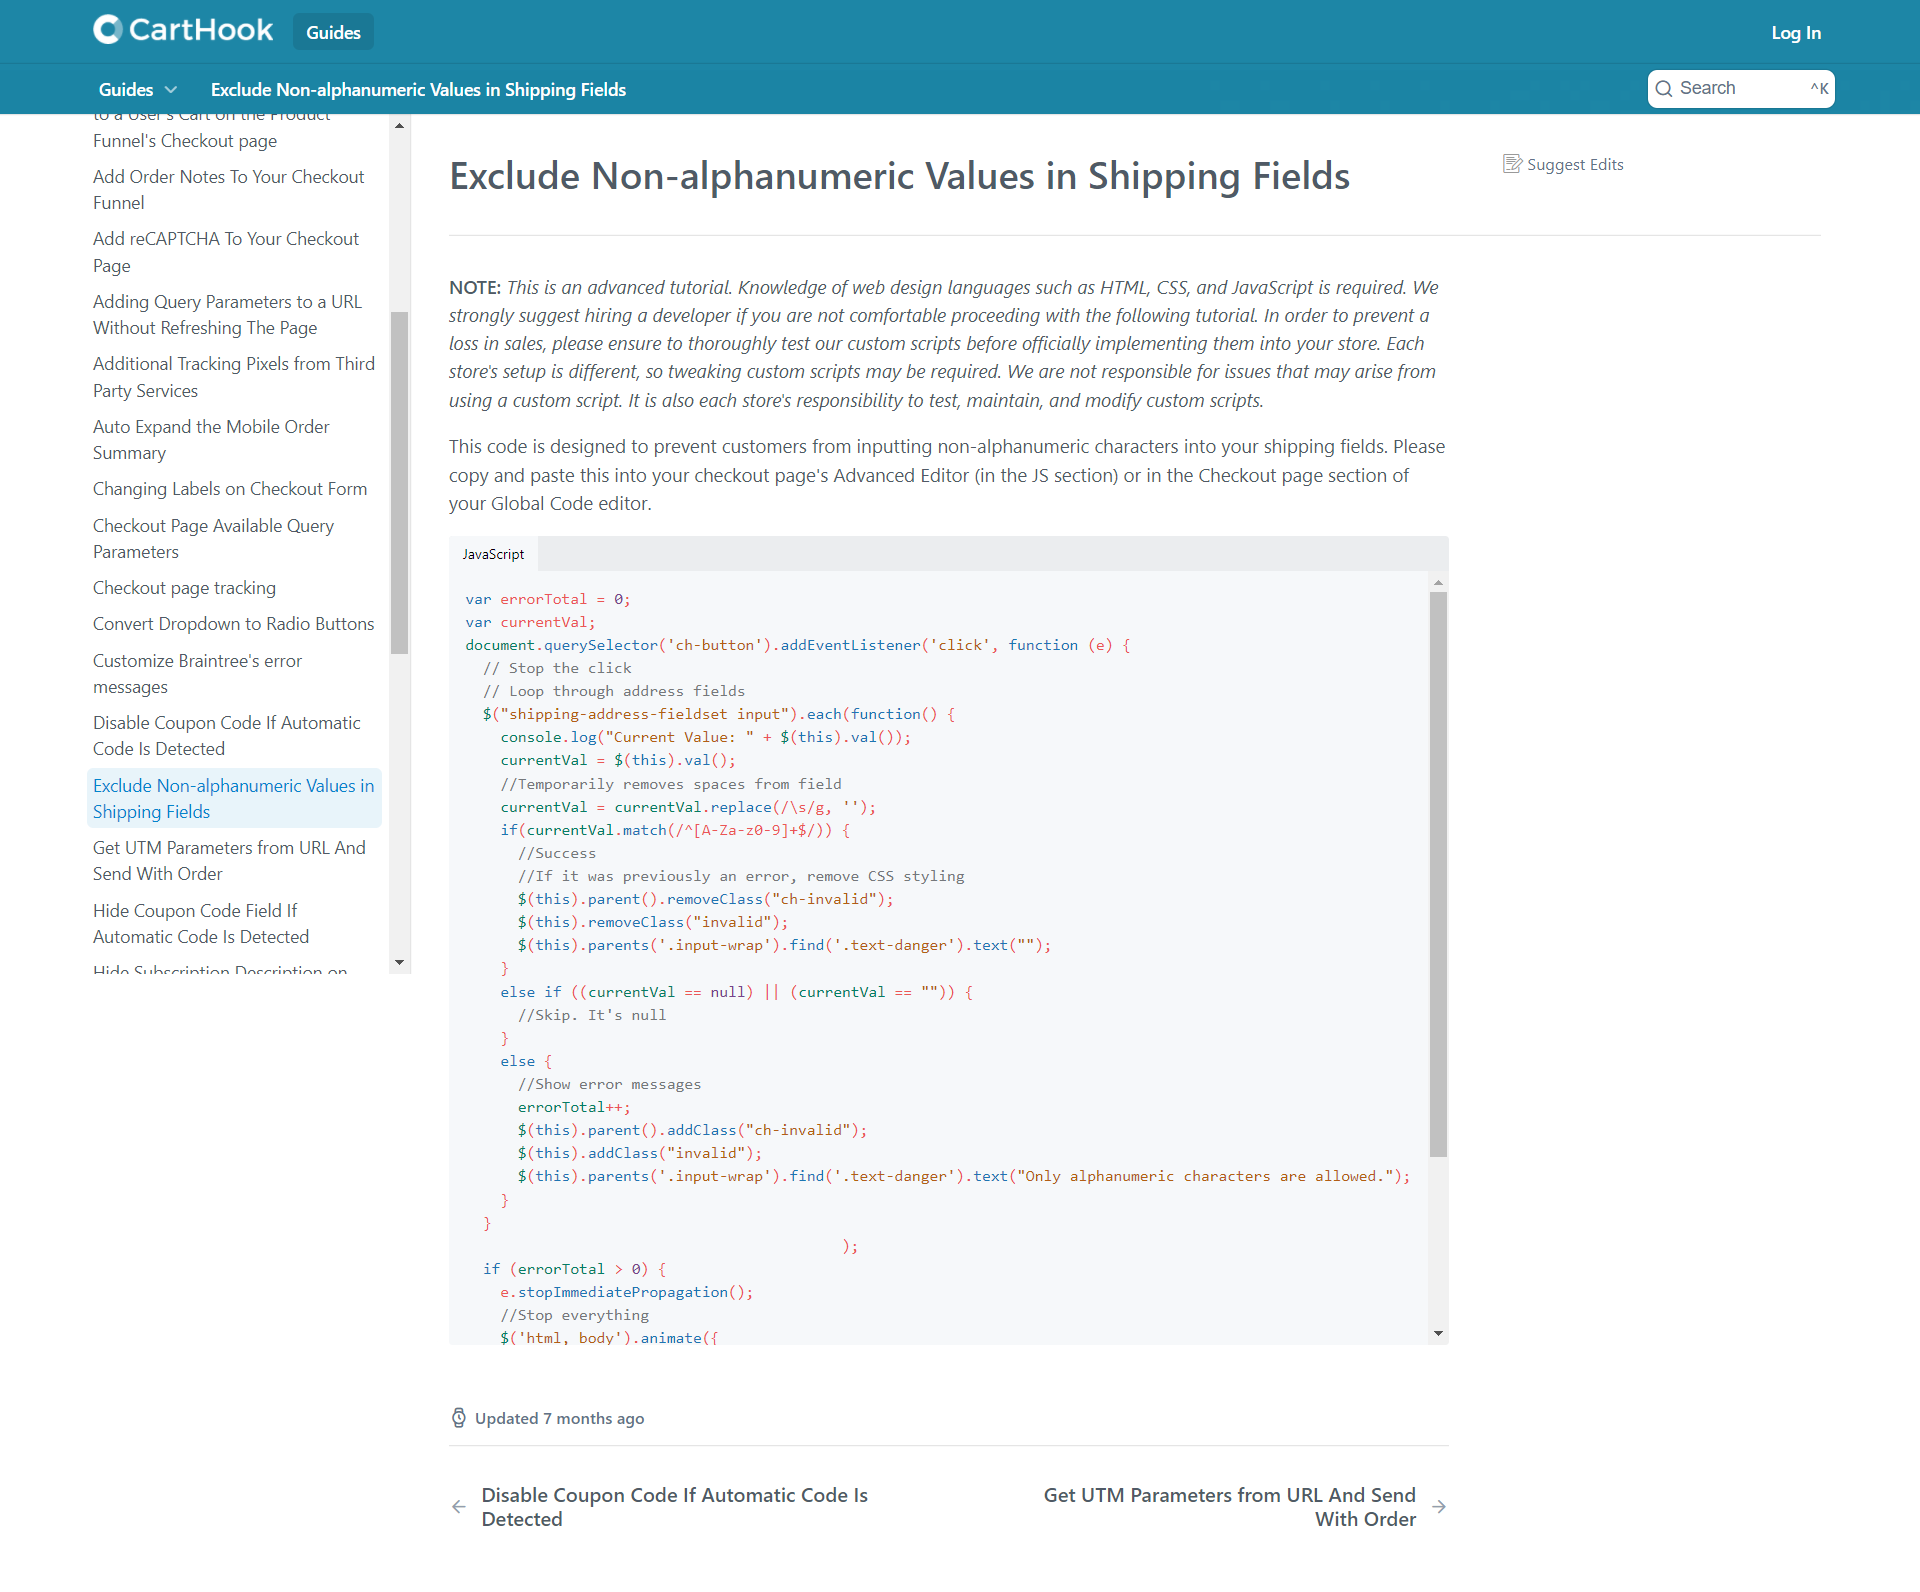 CartHook
Guides
Log In
Guides
Exclude Non-alphanumeric Values in Shipping Fields
Search
^K
to a User's Cart on the Product
Funnel's Checkout page
Add Order Notes To Your Checkout
Funnel
Add reCAPTCHA To Your Checkout
Page
Adding Query Parameters to a URL
Without Refreshing The Page
Additional Tracking Pixels from Third
Party Services
Auto Expand the Mobile Order
Summary
Changing Labels on Checkout Form
Checkout Page Available Query
Parameters
Checkout page tracking
Convert Dropdown to Radio Buttons
Customize Braintree's error
messages
Disable Coupon Code If Automatic
Code Is Detected
Exclude Non-alphanumeric Values in
Shipping Fields
Get UTM Parameters from URL And
Send With Order
Hide Coupon Code Field If
Automatic Code Is Detected
Hide Subscription Description on
Exclude Non-alphanumeric Values in Shipping Fields
Suggest Edits
NOTE: This is an advanced tutorial. Knowledge of web design languages such as HTML, CSS, and JavaScript is required. We
strongly suggest hiring a developer if you are not comfortable proceeding with the following tutorial. In order to prevent a
loss in sales, please ensure to thoroughly test our custom scripts before officially implementing them into your store. Each
store's setup is different, so tweaking custom scripts may be required. We are not responsible for issues that may arise from
using a custom script. It is also each store's responsibility to test, maintain, and modify custom scripts.
This code is designed to prevent customers from inputting non-alphanumeric characters into your shipping fields. Please
copy and paste this into your checkout page's Advanced Editor (in the JS section) or in the Checkout page section of
your Global Code editor.
JavaScript
var errorTotal = 0;
var currentVal;
document.querySelector('ch-button').addEventListener('click', function (e) {
// Stop the click
// Loop through address fields
$("shipping-address-fieldset input").each(function() {
console.log("Current Value: " + $(this).val());
currentVal = $(this).val();
//Temporarily removes spaces from field
currentVal = currentVal.replace(/\s/g, '');
if(currentVal.match(/^[A-Za-z0-9]+$/)) {
//Success
//If it was previously an error, remove CSS styling
$(this).parent().removeClass("ch-invalid");
$(this).removeClass("invalid");
$(this).parents('.input-wrap').find('.text-danger').text("");
}
else if ((currentVal == null) || (currentVal == "")) {
//Skip. It's null
}
else {
//Show error messages
errorTotal++;
$(this).parent().addClass("ch-invalid");
$(this).addClass("invalid");
$(this).parents('.input-wrap').find('.text-danger').text("Only alphanumeric characters are allowed.");
}
}
);
if (errorTotal > 0) {
e.stopImmediatePropagation();
//Stop everything
$('html, body').animate({
Updated 7 months ago
Disable Coupon Code If Automatic Code Is
Detected
Get UTM Parameters from URL And Send
With Order